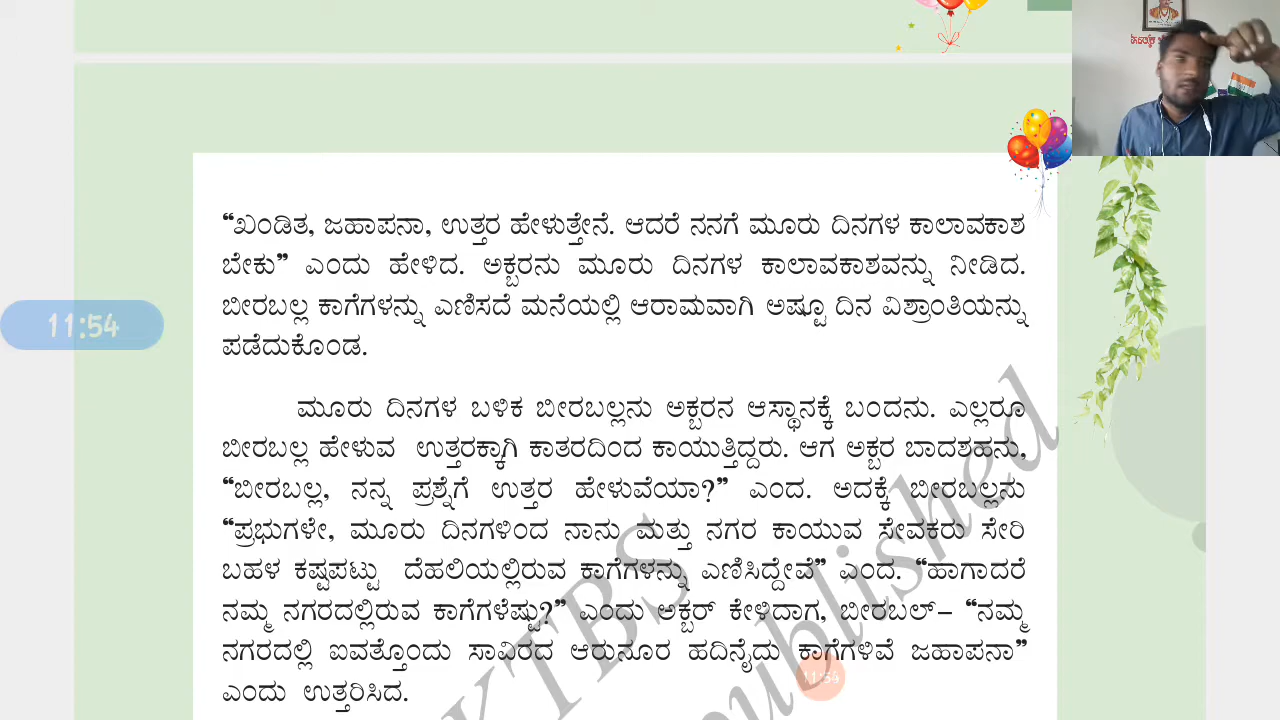 “ಖಂಡಿತ, ಜಹಾಪನಾ, ಉತ್ತರ ಹೇಳುತ್ತೇನೆ. ಆದರೆ ನನಗೆ ಮೂರು ದಿನಗಳ ಕಾಲಾವಕಾಶ
ಬೇಕು” ಎಂದು ಹೇಳಿದ. ಅಕ್ಬರನು ಮೂರು ದಿನಗಳ ಕಾಲಾವಕಾಶವನ್ನು ನೀಡಿದ.
11:54
ಬೀರಬಲ್ಲ ಕಾಗೆಗಳನ್ನು ಎಣಿಸದೆ ಮನೆಯಲ್ಲಿ ಆರಾಮವಾಗಿ ಅಷ್ಟೂ ದಿನ ವಿಶ್ರಾಂತಿಯನ್ನು
ಪಡೆದುಕೊಂಡ.
ಮೂರು ದಿನಗಳ ಬಳಿಕ ಬೀರಬಲ್ಲನು ಅಕ್ಬರನ ಆಸ್ಥಾನಕ್ಕೆ ಬಂದನು. ಎಲ್ಲರೂ
ಬೀರಬಲ್ಲ ಹೇಳುವ ಉತ್ತರಕ್ಕಾಗಿ ಕಾತರದಿಂದ ಕಾಯುತ್ತಿದ್ದರು. ಆಗ ಅಕ್ಬರ ಬಾದಶಹನು,
“ಬೀರಬಲ್ಲ, ನನ್ನ ಪ್ರಶ್ನೆಗೆ ಉತ್ತರ ಹೇಳುವೆಯಾ?” ಎಂದ. ಅದಕ್ಕೆ ಬೀರಬಲ್ಲನು
“ಪ್ರಭುಗಳೇ, ಮೂರು ದಿನಗಳಿಂದ ನಾನು ಮತ್ತು ನಗರ ಕಾಯುವ ಸೇವಕರು ಸೇರಿ
ಬಹಳ ಕಷ್ಟಪಟ್ಟು ದೆಹಲಿಯಲ್ಲಿರುವ ಕಾಗೆಗಳನ್ನು ಎಣಿಸಿದ್ದೇವೆ” ಎಂದ. “ಹಾಗಾದರೆ
ನಮ್ಮ ನಗರದಲ್ಲಿರುವ ಕಾಗೆಗಳೆಷ್ಟು?” ಎಂದು ಅಕ್ಬರ್ ಕೇಳಿದಾಗ, ಬೀರಬಲ್– “ನಮ್ಮ
ನಗರದಲ್ಲಿ ಐವತ್ತೊಂದು ಸಾವಿರದ ಆರುನೂರ ಹದಿನೈದು ಕಾಗೆಗಳಿವೆ ಜಹಾಪನಾ”
11:54
ಎಂದು ಉತ್ತರಿಸಿದ.
KTBS
published